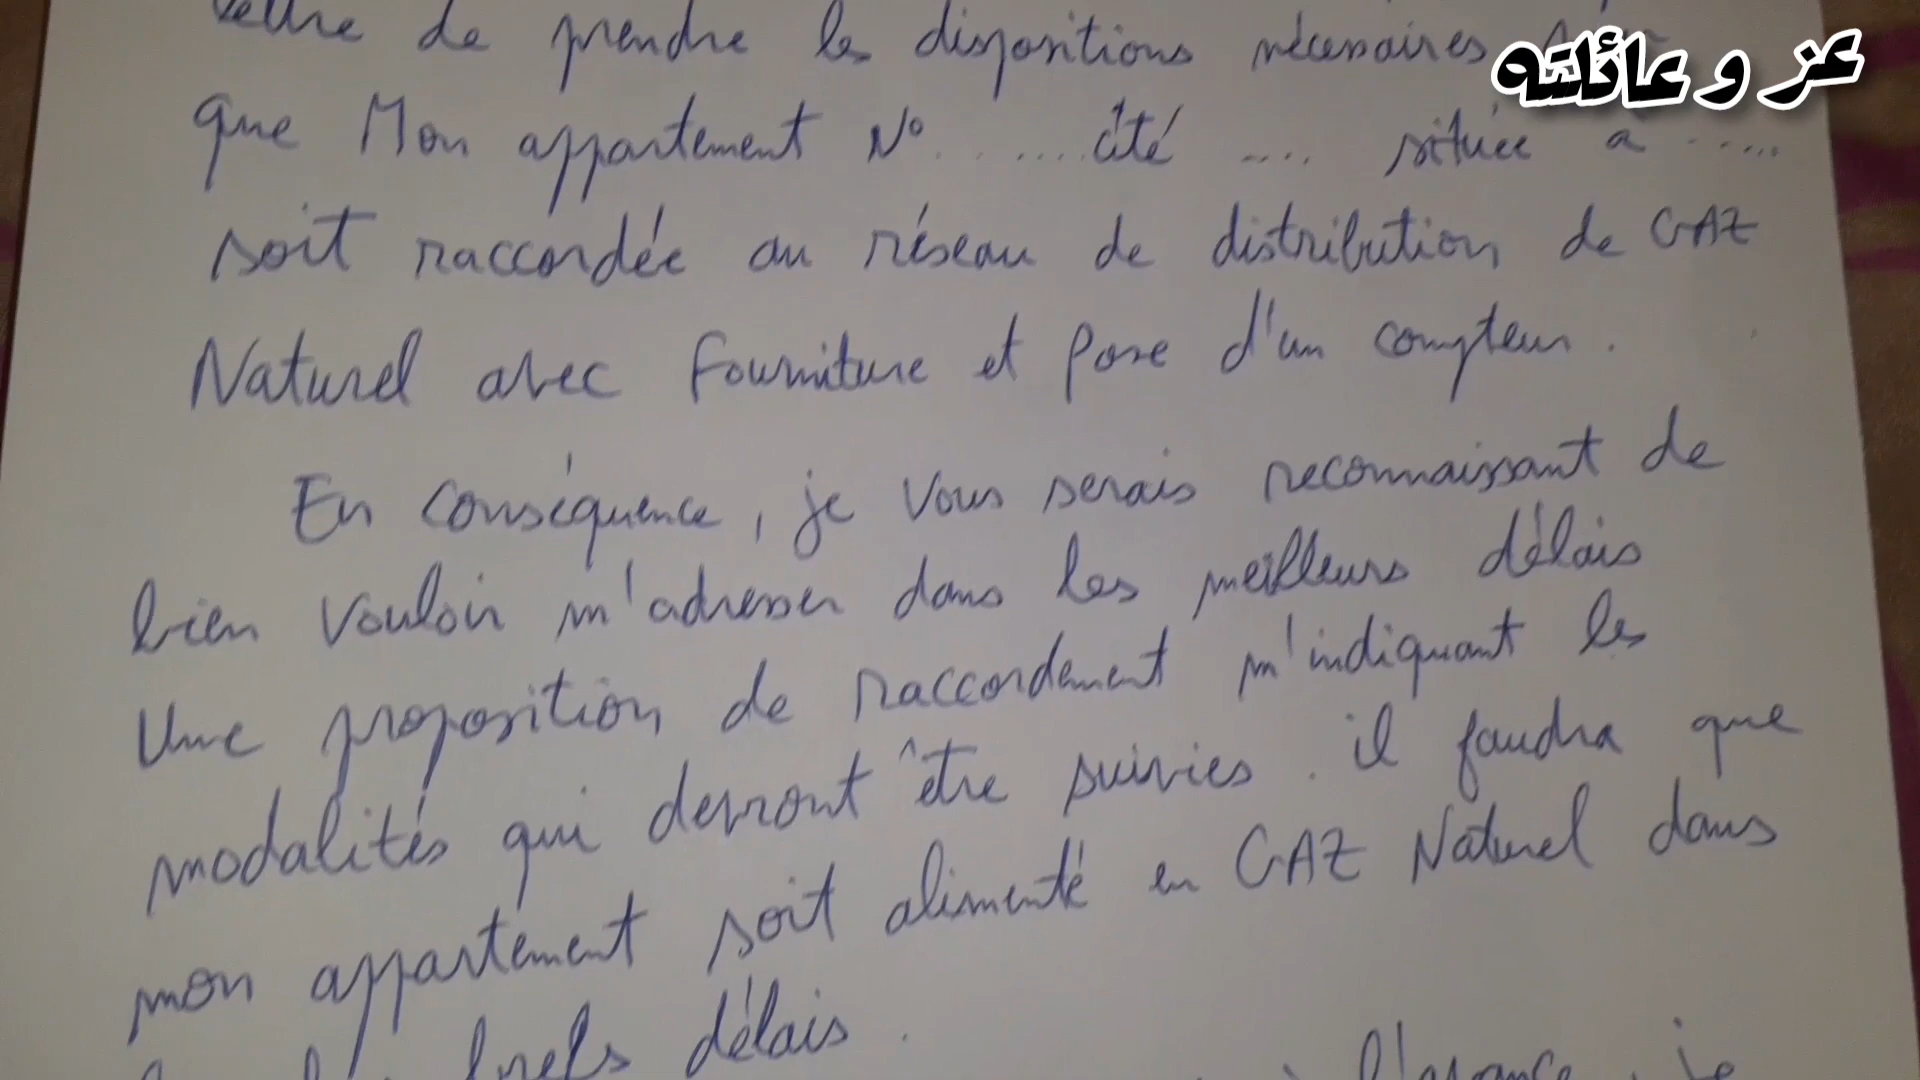 de prendre les dispositions nécessaires
عز و عائلته
que Mon appartement N° ...... cité .... située à .....
soit raccordée au réseau de distribution de GAZ
Naturel avec fourniture et pose d'un compteur.
En conséquence, je vous serais reconnaissant de
bien vouloir m'adresser dans les meilleurs délais
Une proposition de raccordement m'indiquant les
modalités qui devront être suivies. il faudra que
mon appartement soit alimenté en GAZ Naturel dans
brefs délais.
l'avance, je